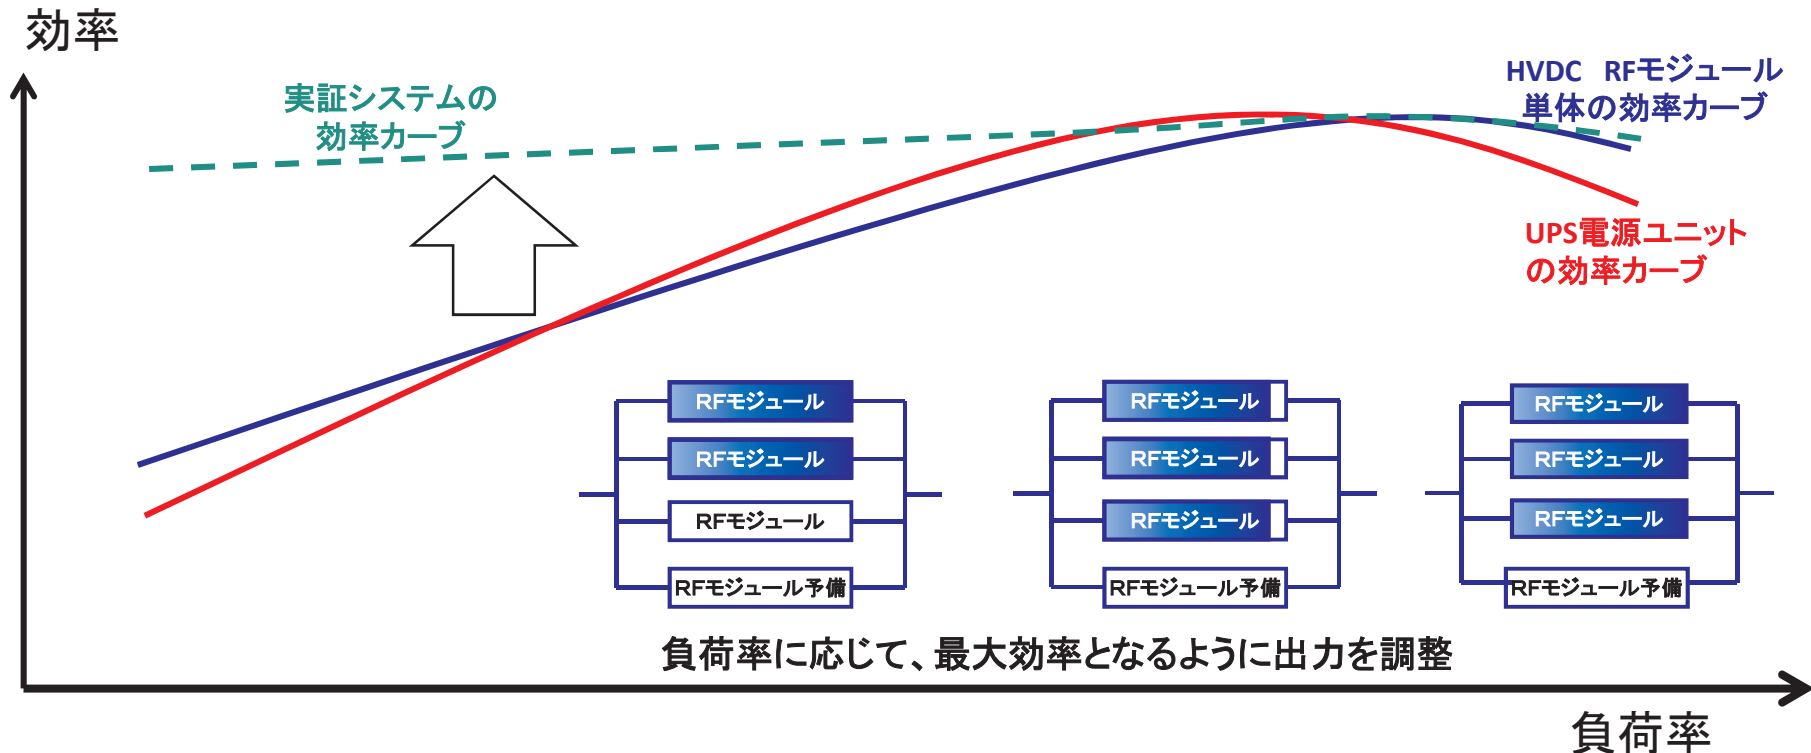 効率
実証システムの
効率カーブ
HVDC RFモジュール
単体の効率カーブ
UPS電源ユニット
の効率カーブ
RFモジュール
RFモジュール
RFモジュール
RFモジュール予備
RFモジュール
RFモジュール
RFモジュール
RFモジュール予備
RFモジュール
RFモジュール
RFモジュール
RFモジュール予備
負荷率に応じて、最大効率となるように出力を調整
負荷率